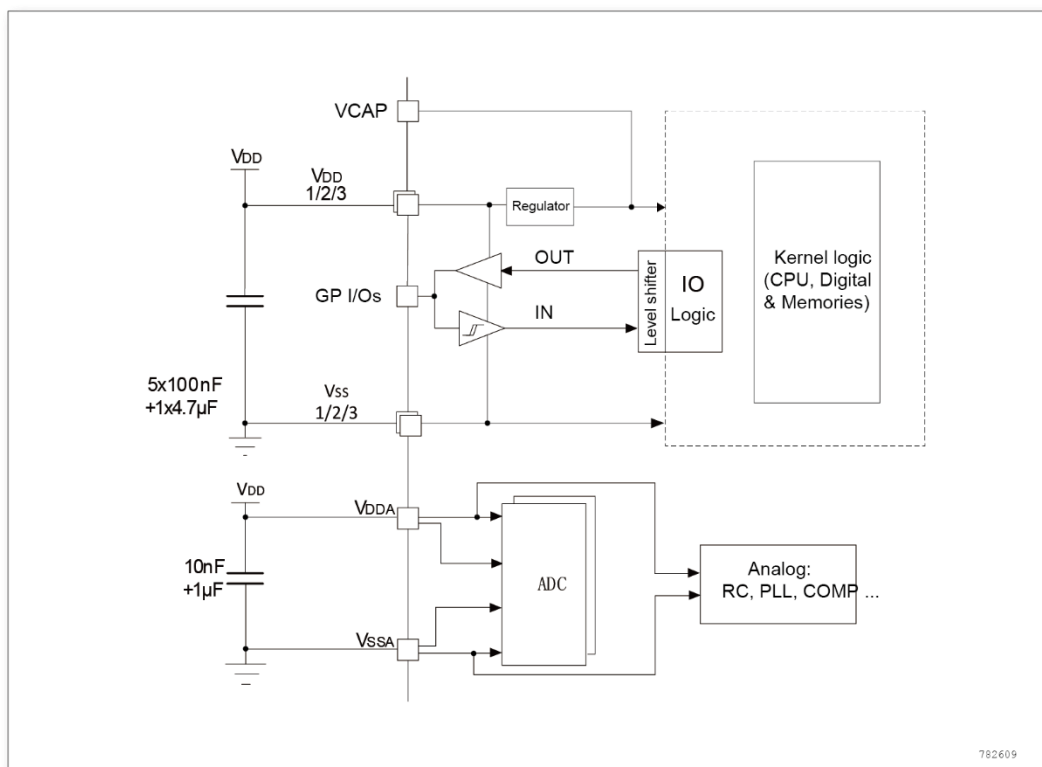 VCAP
VDD
VDD
1/2/3
Regulator
OUT
GP I/Os
IN
Level shifter
IO
Logic
Kernel logic
(CPU, Digital
& Memories)
5x100nF
+1x4.7µF
VSS
1/2/3
VDD
VDDA
10nF
+1µF
ADC
Analog:
RC, PLL, COMP ...
VSSA
782609